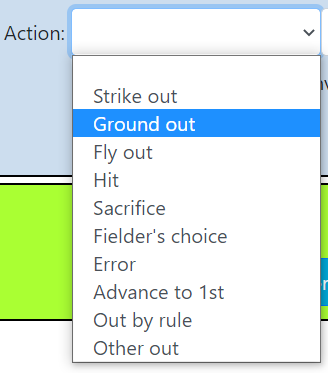 Action:
Strike out
Ground out
Fly out
Hit
Sacrifice
Fielder's choice
Error
Advance to 1st
Out by rule
Other out